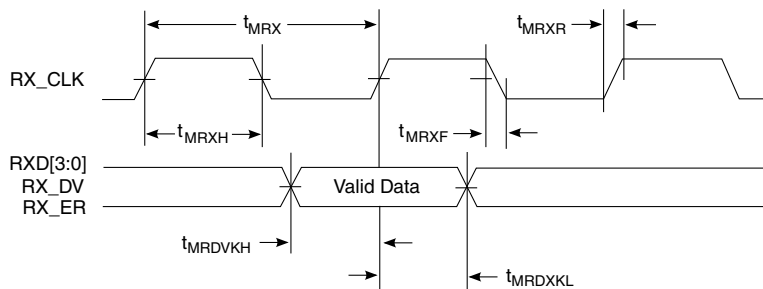 tMRX
tMRXR
RX_CLK
tMRXH
tMRXF
RXD[3:0]
RX_DV
Valid Data
RX_ER
tMRDVKH
tMRDXKL